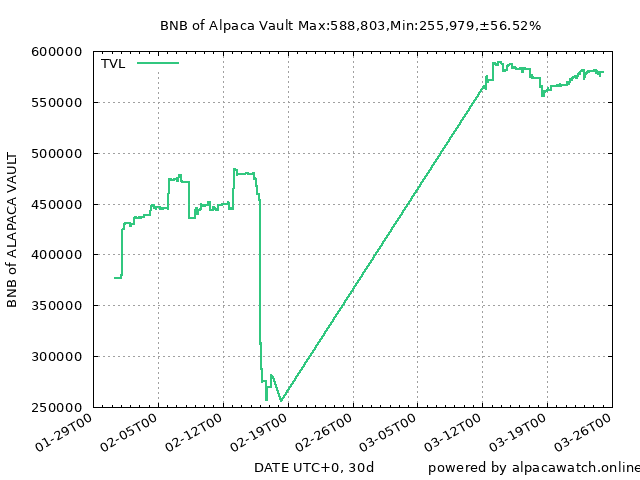 BNB of Alpaca Vault Max:588,803,Min:255,979,±56.52%
TVL
600000
550000
500000
450000
400000
350000
300000
250000
BNB of ALAPACA VAULT
01-29T00
02-05T00
02-12T00
02-19T00
02-26T00
03-05T00
03-12T00
03-19T00
03-26T00
DATE UTC+0, 30d
powered by alpacawatch.online